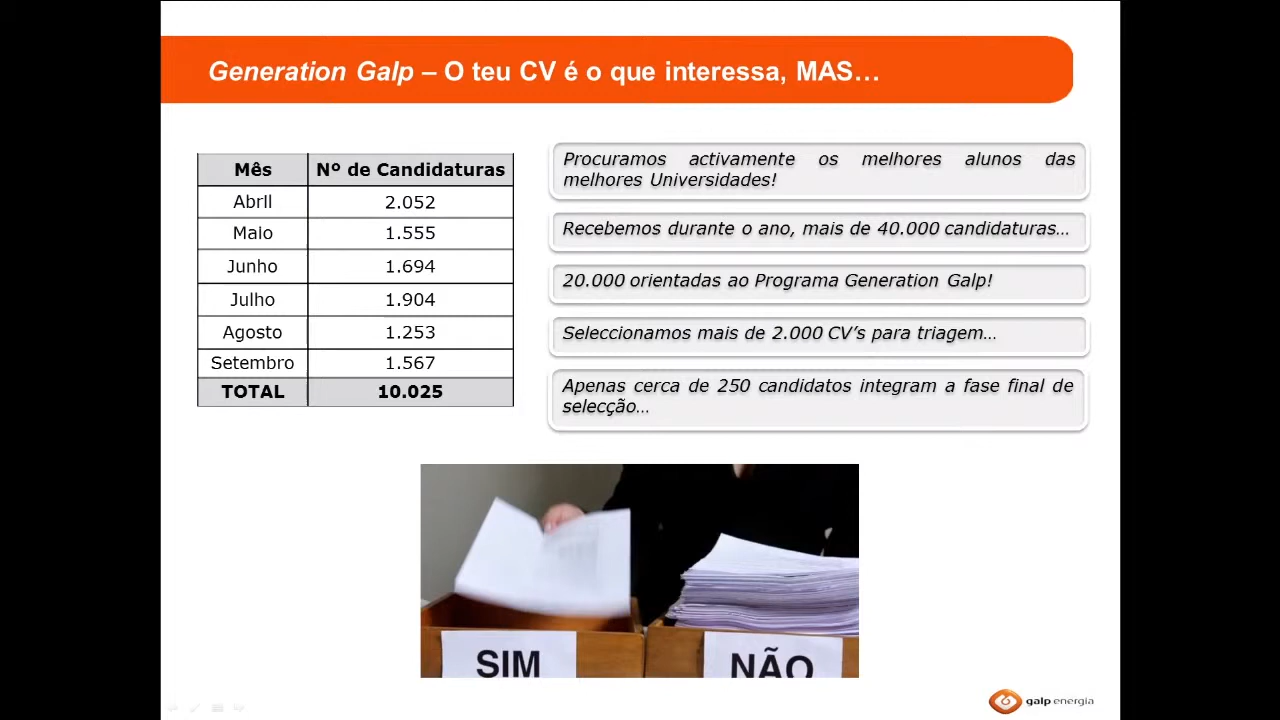 Generation Galp – O teu CV é o que interessa, MAS…
Mês Nº de Candidaturas
Abril 2.052
Maio 1.555
Junho 1.694
Julho 1.904
Agosto 1.253
Setembro 1.567
TOTAL 10.025
Procuramos activamente os melhores alunos das
melhores Universidades!
Recebemos durante o ano, mais de 40.000 candidaturas…
20.000 orientadas ao Programa Generation Galp!
Seleccionamos mais de 2.000 CV’s para triagem…
Apenas cerca de 250 candidatos integram a fase final de
selecção…
SIM
NÃO
galp energia